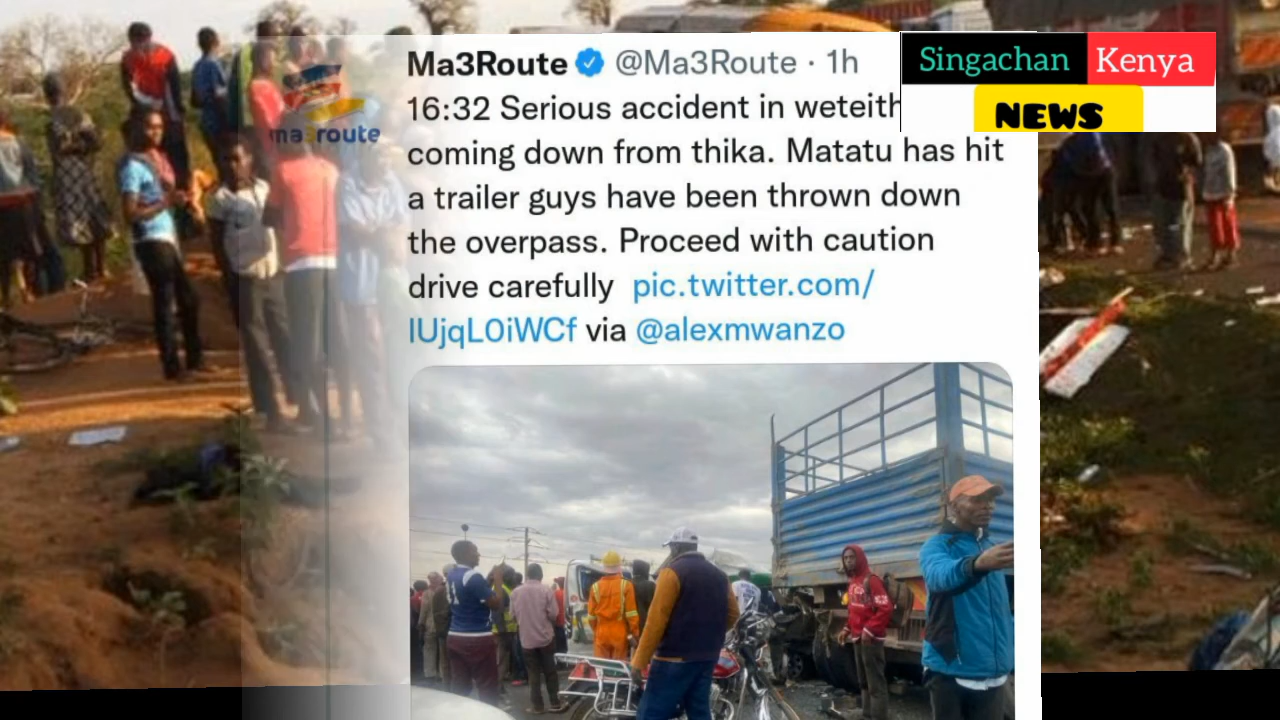 Ma3Route @Ma3Route · 1h
16:32 Serious accident in weteith
coming down from thika. Matatu has hit
a trailer guys have been thrown down
the overpass. Proceed with caution
drive carefully pic.twitter.com/
IUjqL0iWCf via @alexmwanzo
ma3route
Singachan Kenya
NEWS